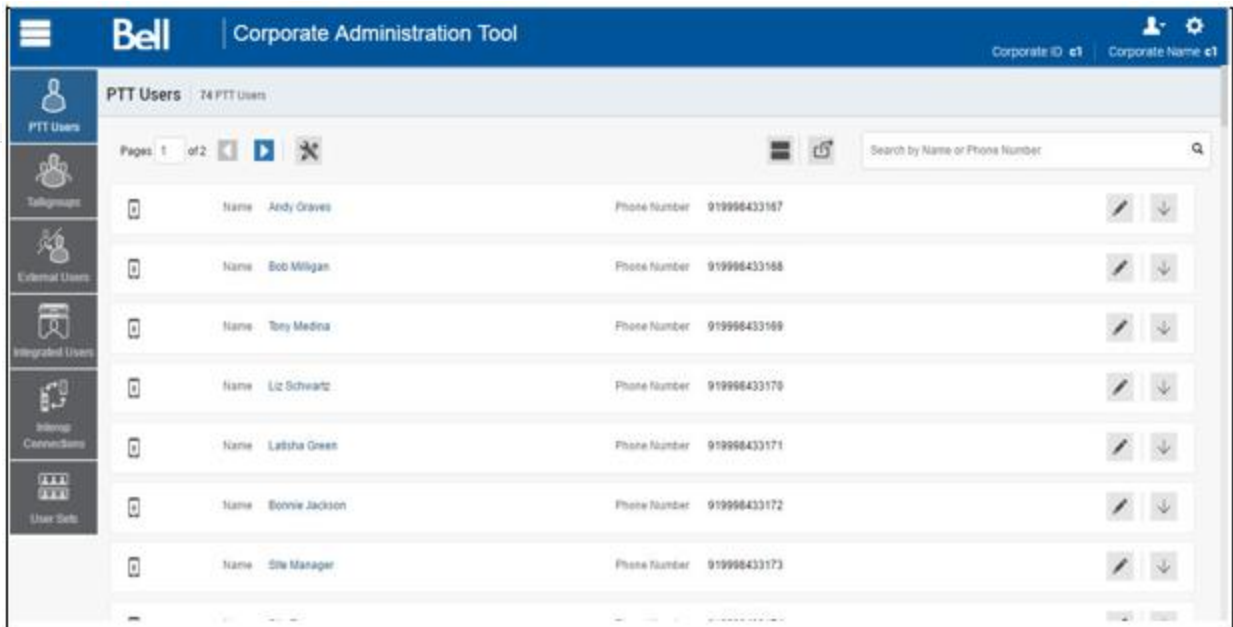 Bell Corporate Administration Tool
Corporate ID c1 Corporate Name c1
PTT Users 74 PTT Users
PTT Users
Pages 1 of 2 Search by Name or Phone Number
Talkgroups
Name Andy Graves Phone Number 919998433167
External Users
Name Bob Milligan Phone Number 919998433168
Integrated Users
Name Tony Medina Phone Number 919998433169
Interop
Connections
Name Liz Schwartz Phone Number 919998433170
Name Latisha Green Phone Number 919998433171
User Sets
Name Bonnie Jackson Phone Number 919998433172
Name Site Manager Phone Number 919998433173